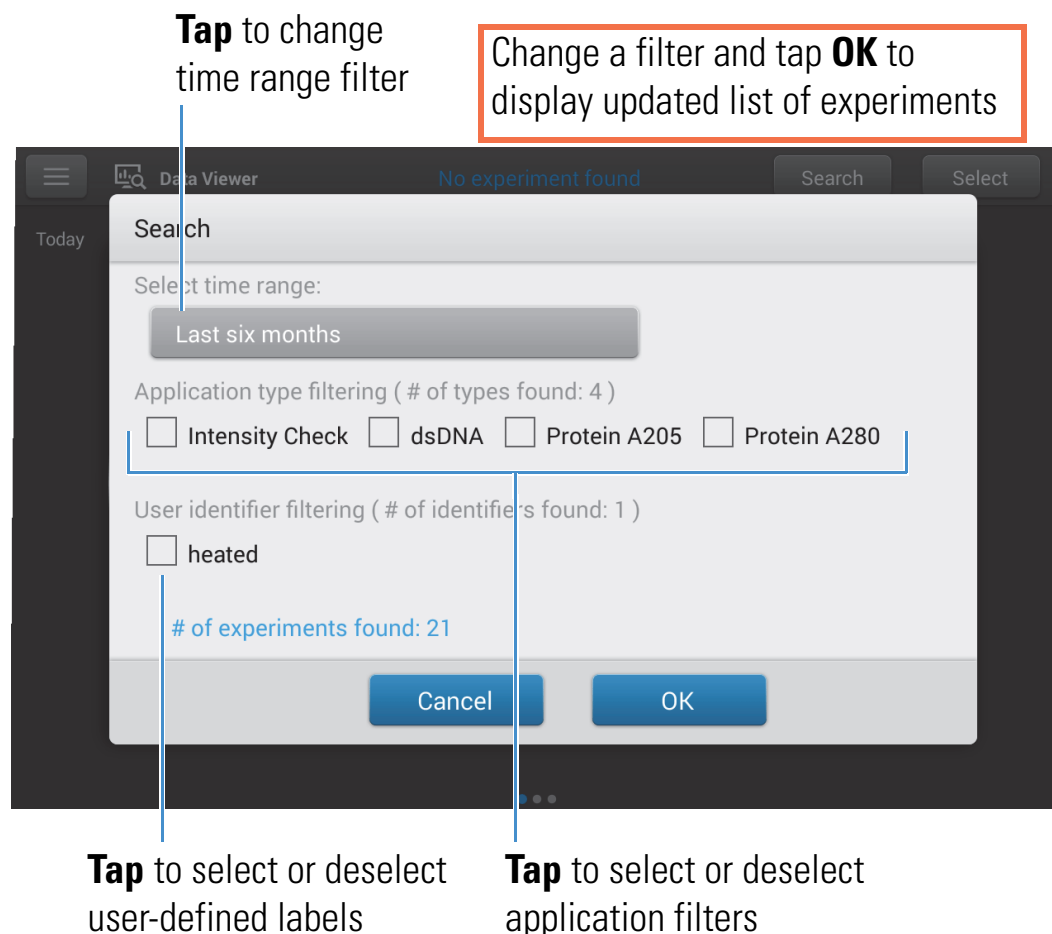 Tap to change
time range filter
Change a filter and tap OK to
display updated list of experiments
Data Viewer
No experiment found
Search
Select
Today
Search
Select time range:
Last six months
Application type filtering ( # of types found: 4 )
Intensity Check dsDNA Protein A205 Protein A280
User identifier filtering ( # of identifiers found: 1 )
heated
# of experiments found: 21
Cancel
OK
Tap to select or deselect
user-defined labels
Tap to select or deselect
application filters